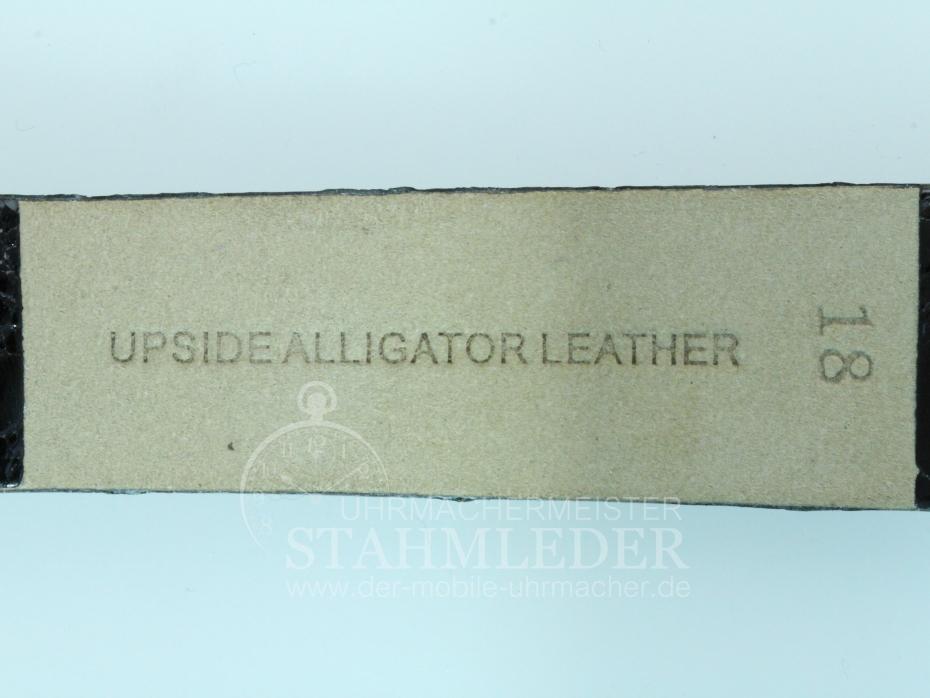 UPSIDE ALLIGATOR LEATHER
18
UHRMACHERMEISTER
STAHMLEDER
www.der-mobile-uhrmacher.de